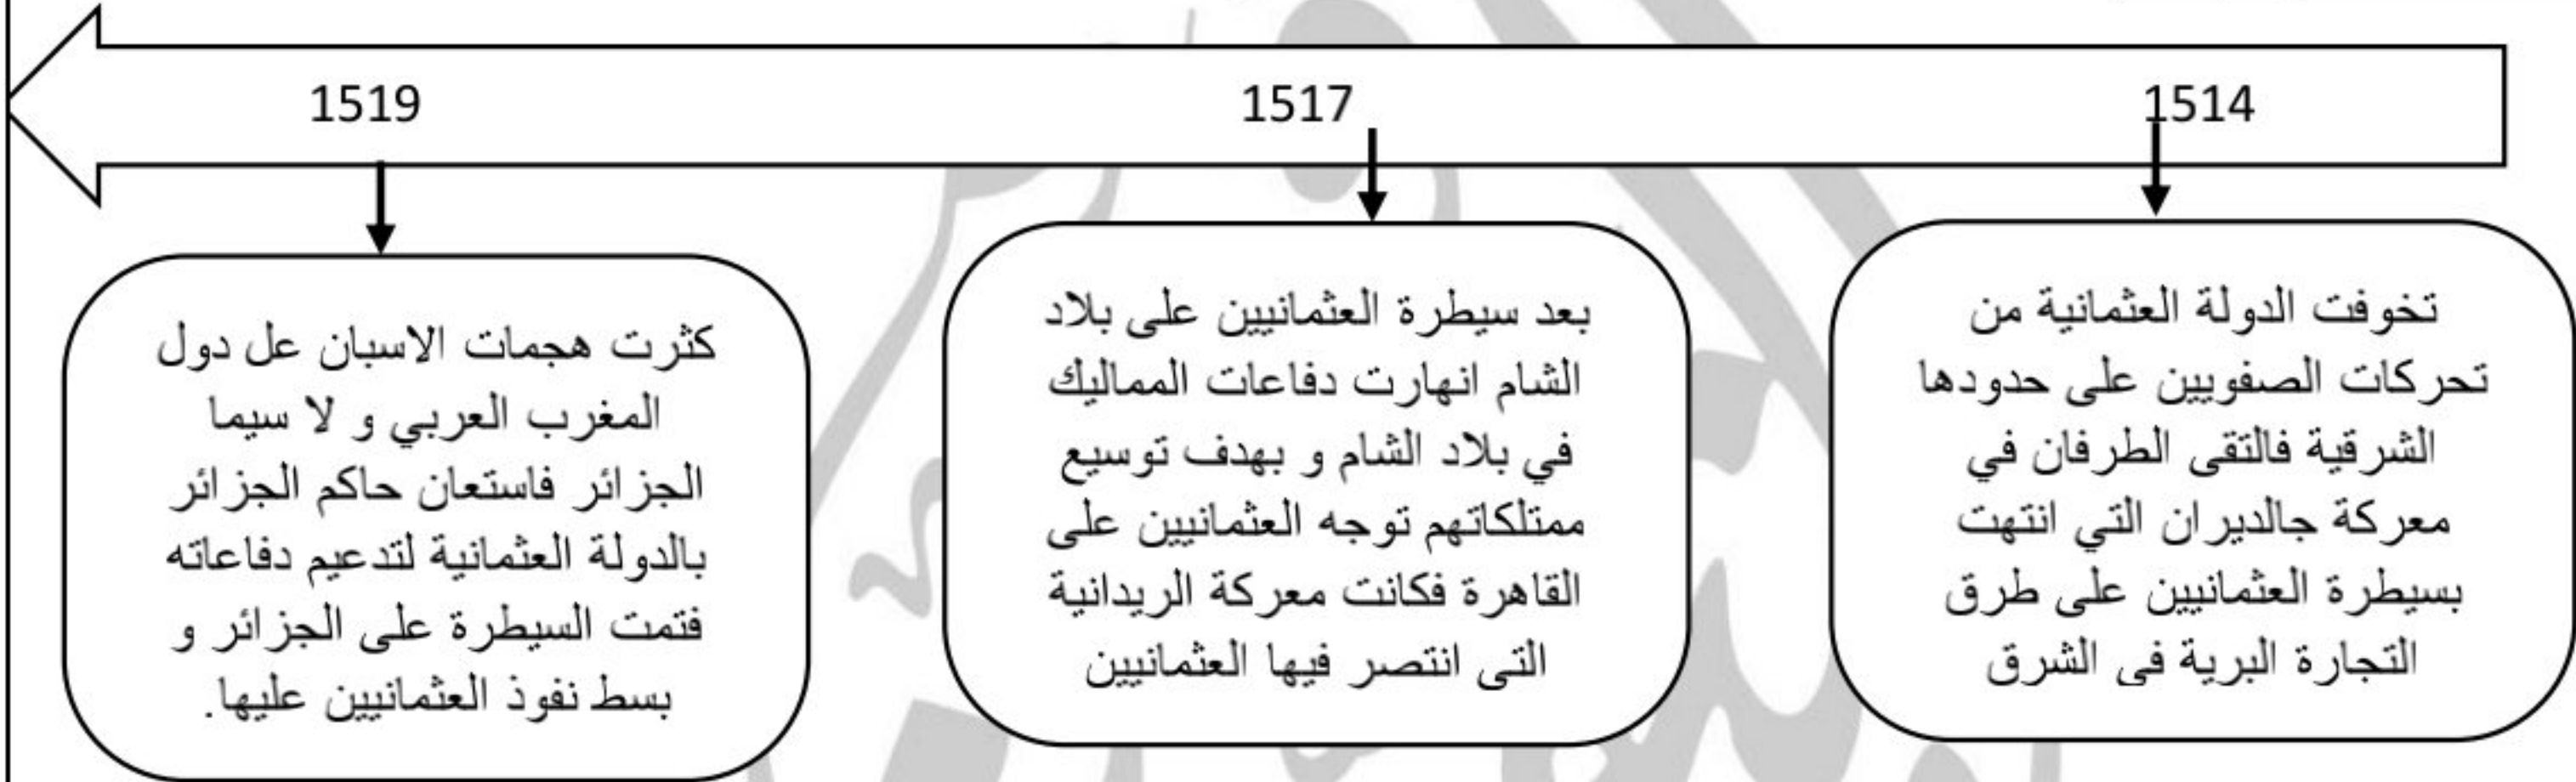 1514
1517
1519
تخوفت الدولة العثمانية من
تحركات الصفويين على حدودها
الشرقية فالتقى الطرفان في
معركة جالديران التي انتهت
بسيطرة العثمانيين على طرق
التجارة البرية في الشرق
بعد سيطرة العثمانيين على بلاد
الشام انهارت دفاعات المماليك
في بلاد الشام و بهدف توسيع
ممتلكاتهم توجه العثمانيين على
القاهرة فكانت معركة الريدانية
التي انتصر فيها العثمانيين
كثرت هجمات الاسبان عل دول
المغرب العربي و لا سيما
الجزائر فاستعان حاكم الجزائر
بالدولة العثمانية لتدعيم دفاعاته
فتمت السيطرة على الجزائر و
بسط نفوذ العثمانيين عليها.